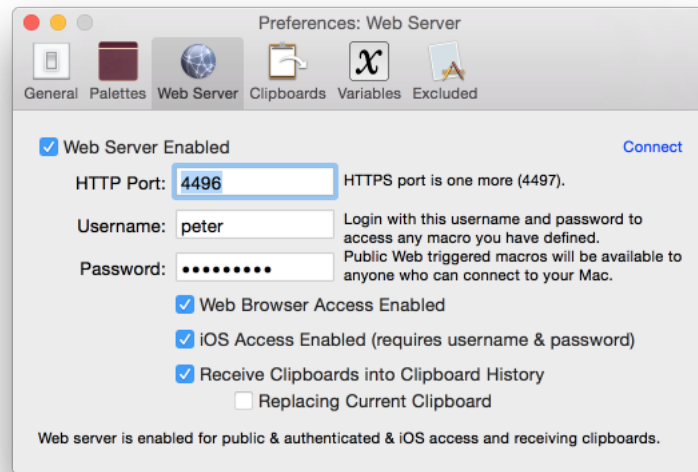 Preferences: Web Server
General Palettes Web Server Clipboards Variables Excluded
Web Server Enabled Connect
HTTP Port: 4496 HTTPS port is one more (4497).
Username: peter Login with this username and password to
access any macro you have defined.
Password: ••••••••• Public Web triggered macros will be available to
anyone who can connect to your Mac.
Web Browser Access Enabled
iOS Access Enabled (requires username & password)
Receive Clipboards into Clipboard History
Replacing Current Clipboard
Web server is enabled for public & authenticated & iOS access and receiving clipboards.